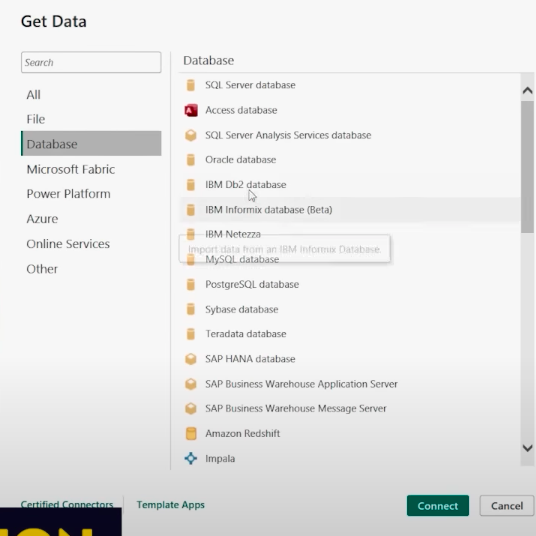 Get Data
Search
All
File
Database
Microsoft Fabric
Power Platform
Azure
Online Services
Other
Database
SQL Server database
Access database
SQL Server Analysis Services database
Oracle database
IBM Db2 database
IBM Informix database (Beta)
IBM Netezza
Import data from an IBM Informix Database.
MySQL database
PostgreSQL database
Sybase database
Teradata database
SAP HANA database
SAP Business Warehouse Application Server
SAP Business Warehouse Message Server
Amazon Redshift
Impala
Certified Connectors
Template Apps
Connect
Cancel